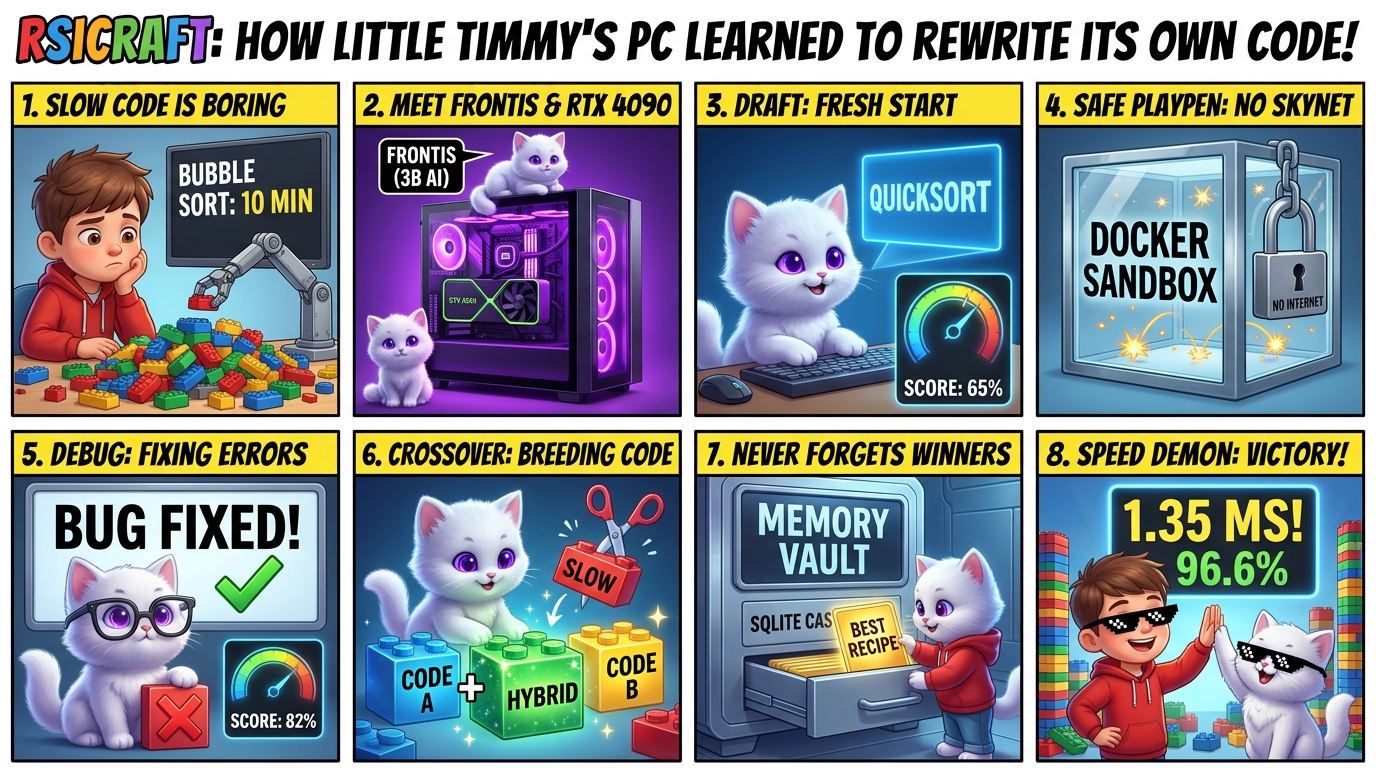 RSICRAFT: HOW LITTLE TIMMY'S PC LEARNED TO REWRITE ITS OWN CODE!
1. SLOW CODE IS BORING
BUBBLE
SORT: 10 MIN
2. MEET FRONTIS & RTX 4090
FRONTIS
(3B AI)
3. DRAFT: FRESH START
QUICKSORT
SCORE: 65%
4. SAFE PLAYPEN: NO SKYNET
DOCKER
SANDBOX
NO INTERNET
5. DEBUG: FIXING ERRORS
BUG FIXED!
SCORE: 82%
6. CROSSOVER: BREEDING CODE
SLOW
CODE
A
+
HYBRID
CODE
B
7. NEVER FORGETS WINNERS
MEMORY
VAULT
SQLITE CAS
BEST
RECIPE
8. SPEED DEMON: VICTORY!
1.35 MS!
96.6%